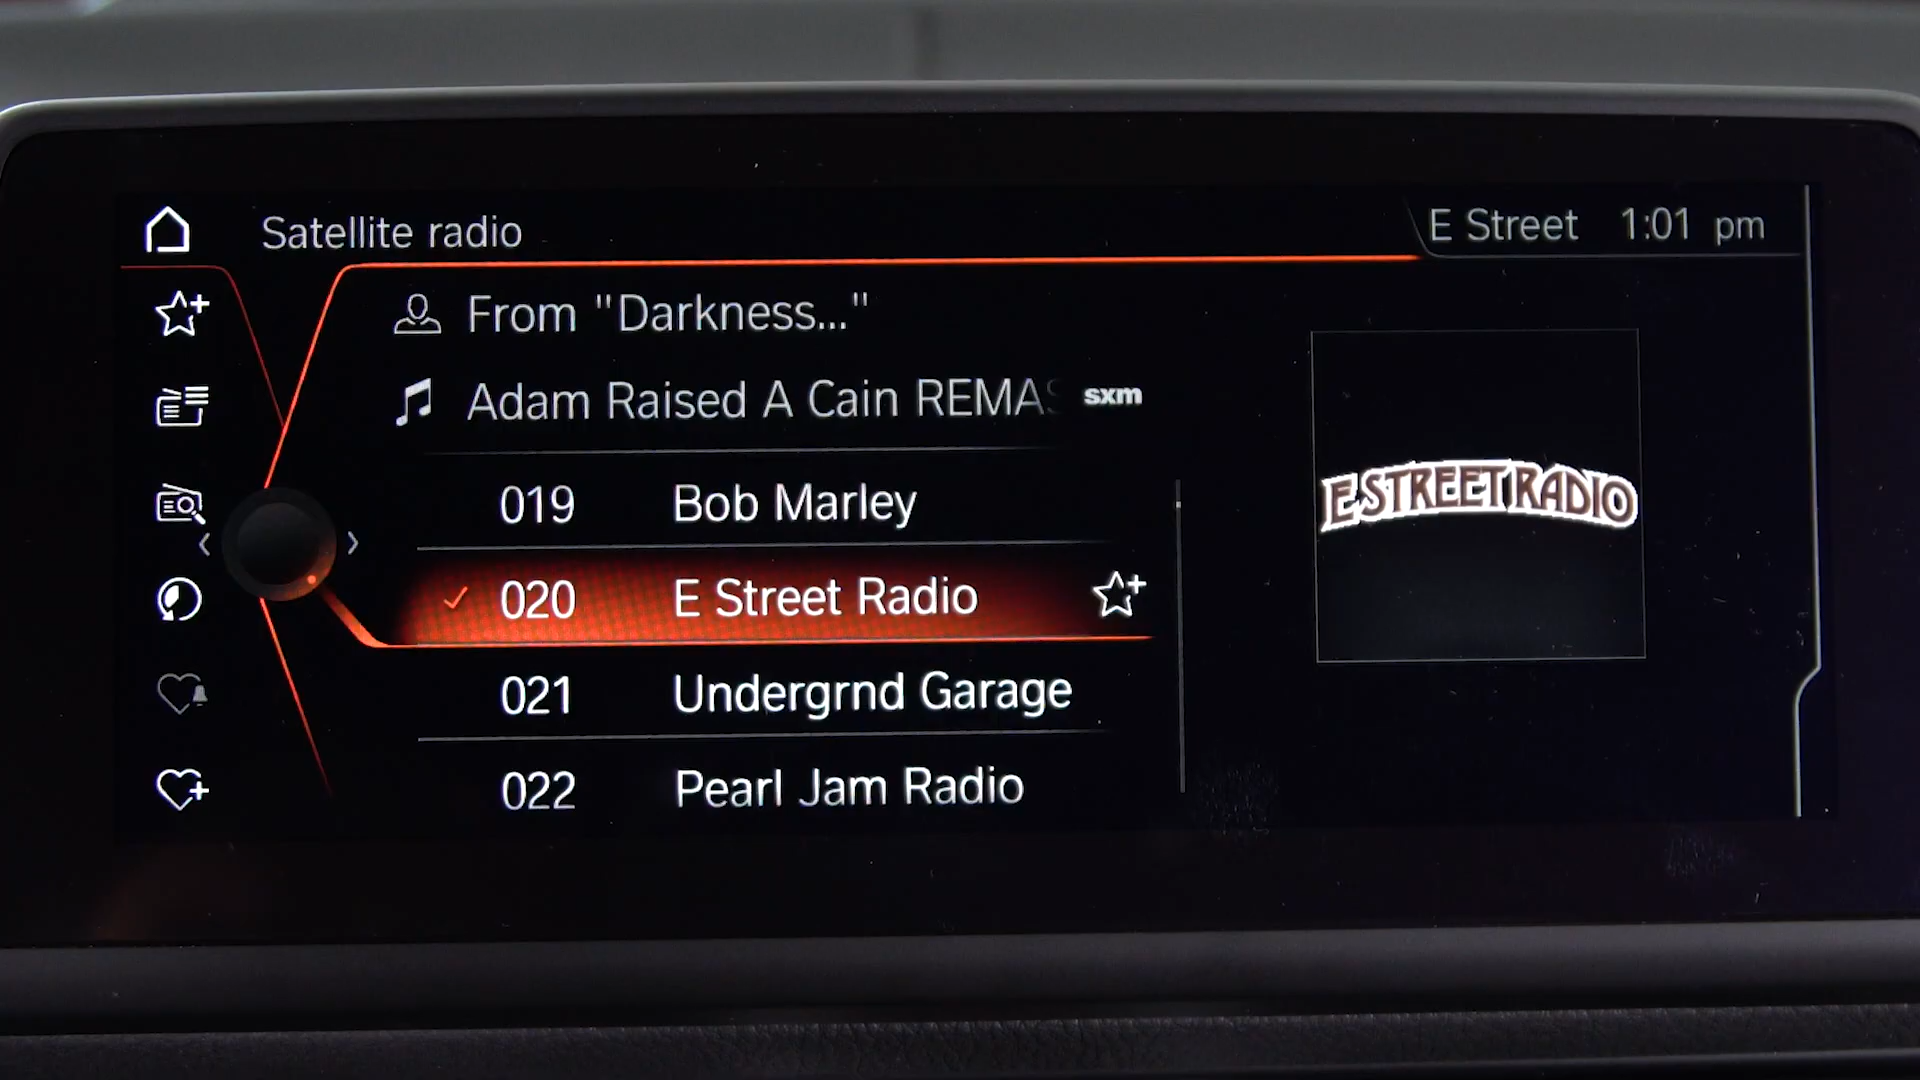 Satellite radio
E Street 1:01 pm
From "Darkness..."
Adam Raised A Cain REMAS
sxm
019 Bob Marley
020 E Street Radio
021 Undergrnd Garage
022 Pearl Jam Radio
E STREET RADIO